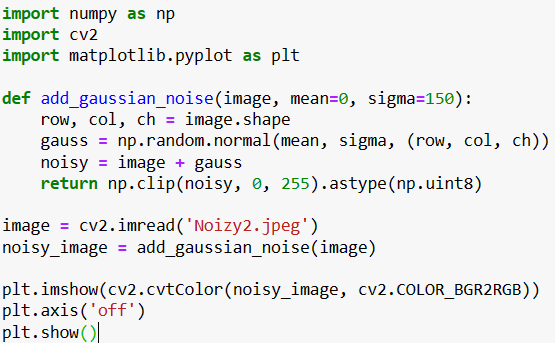 import numpy as np
import cv2
import matplotlib.pyplot as plt
def add_gaussian_noise(image, mean=0, sigma=150):
    row, col, ch = image.shape
    gauss = np.random.normal(mean, sigma, (row, col, ch))
    noisy = image + gauss
    return np.clip(noisy, 0, 255).astype(np.uint8)
image = cv2.imread('Noizy2.jpeg')
noisy_image = add_gaussian_noise(image)
plt.imshow(cv2.cvtColor(noisy_image, cv2.COLOR_BGR2RGB))
plt.axis('off')
plt.show()